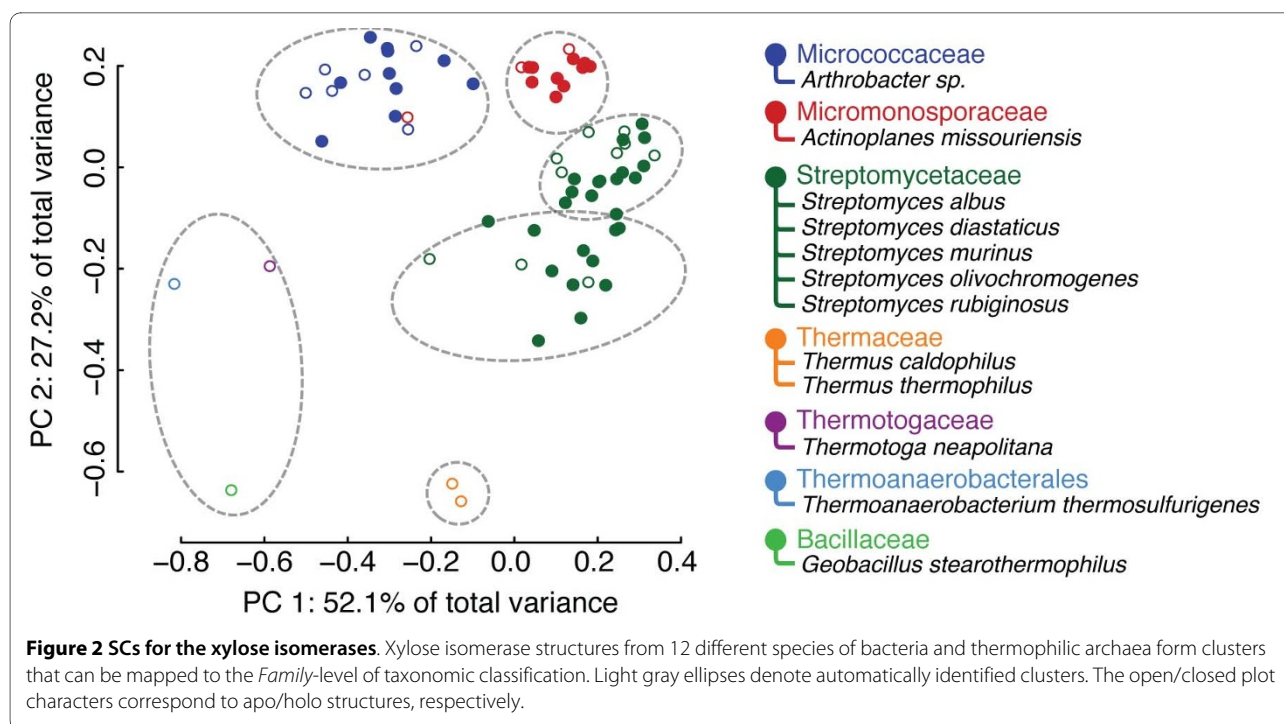 0.2
0.0
−0.2
−0.4
−0.6
PC 2: 27.2% of total variance
−0.8 −0.6 −0.4 −0.2 0.0 0.2 0.4
PC 1: 52.1% of total variance
Micrococcaceae
Arthrobacter sp.
Micromonosporaceae
Actinoplanes missouriensis
Streptomycetaceae
Streptomyces albus
Streptomyces diastaticus
Streptomyces murinus
Streptomyces olivochromogenes
Streptomyces rubiginosus
Thermaceae
Thermus caldophilus
Thermus thermophilus
Thermotogaceae
Thermotoga neapolitana
Thermoanaerobacterales
Thermoanaerobacterium thermosulfurigenes
Bacillaceae
Geobacillus stearothermophilus
Figure 2 SCs for the xylose isomerases. Xylose isomerase structures from 12 different species of bacteria and thermophilic archaea form clusters
that can be mapped to the Family-level of taxonomic classification. Light gray ellipses denote automatically identified clusters. The open/closed plot
characters correspond to apo/holo structures, respectively.